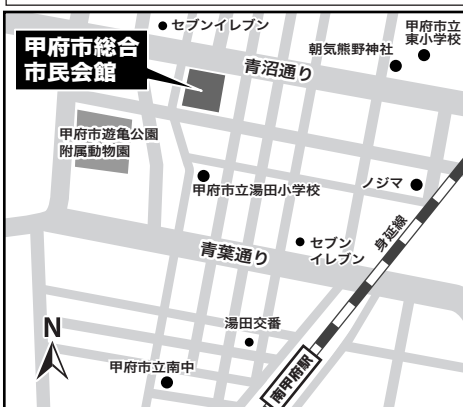 セブンイレブン
甲府市立
東小学校
朝気熊野神社
甲府市総合
市民会館
青沼通り
甲府市遊亀公園
附属動物園
甲府市立湯田小学校
ノジマ
身延線
セブン
イレブン
青葉通り
湯田交番
N
甲府市立南中
南甲府駅